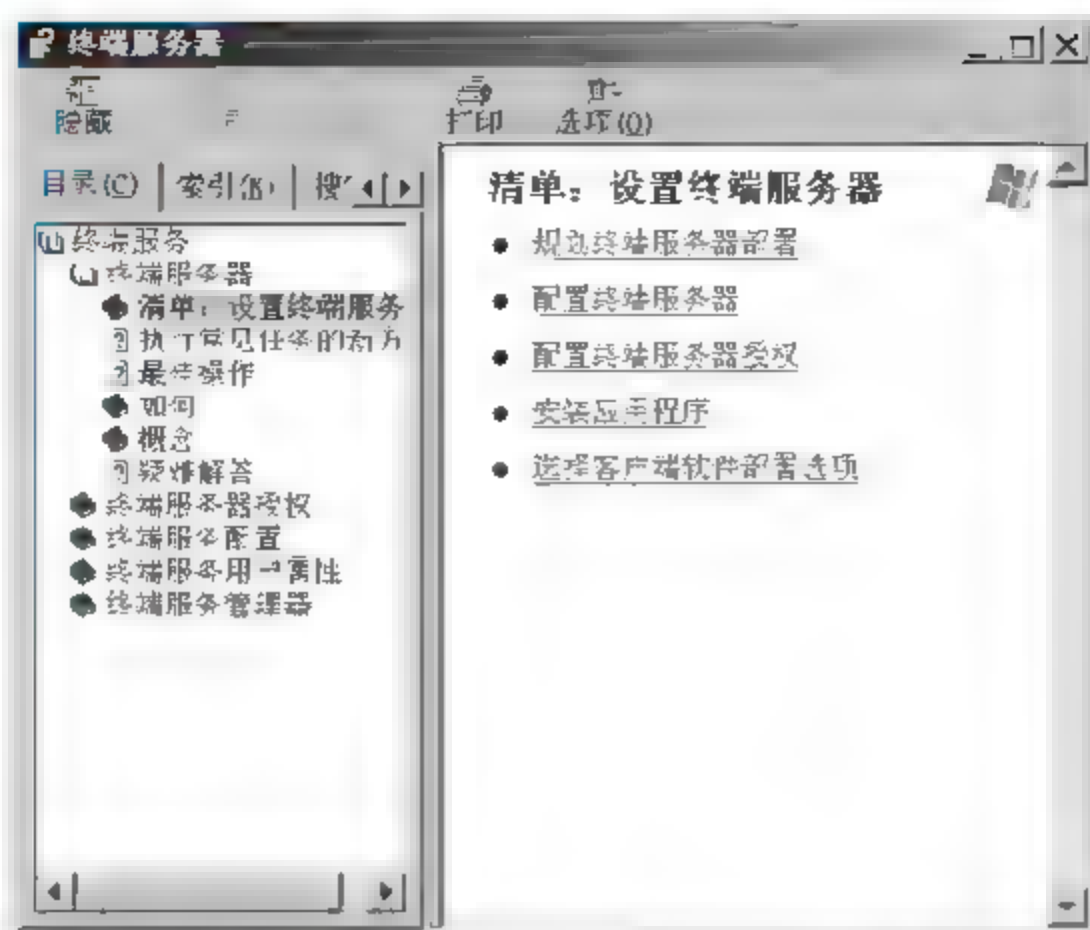 终端服务器
隐藏
打印 选项(O)
目录(C) 索引(N) 搜
清单：设置终端服务器
规划终端服务器部署
配置终端服务器
配置终端服务器授权
安装应用程序
选择客户端软件部署选项
终端服务
终端服务器
清单：设置终端服务
执行常见任务的新方
最佳操作
如何
概念
疑难解答
终端服务器授权
终端服务配置
终端服务用户属性
终端服务管理器